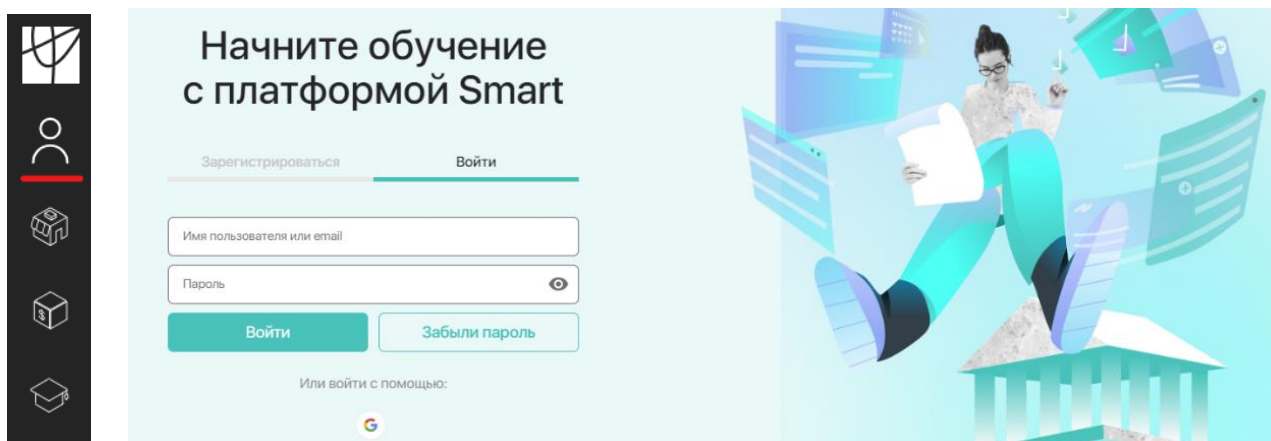 Начните обучение
с платформой Smart
Зарегистрироваться
Войти
Имя пользователя или email
Пароль
Войти
Забыли пароль
Или войти с помощью:
G
$